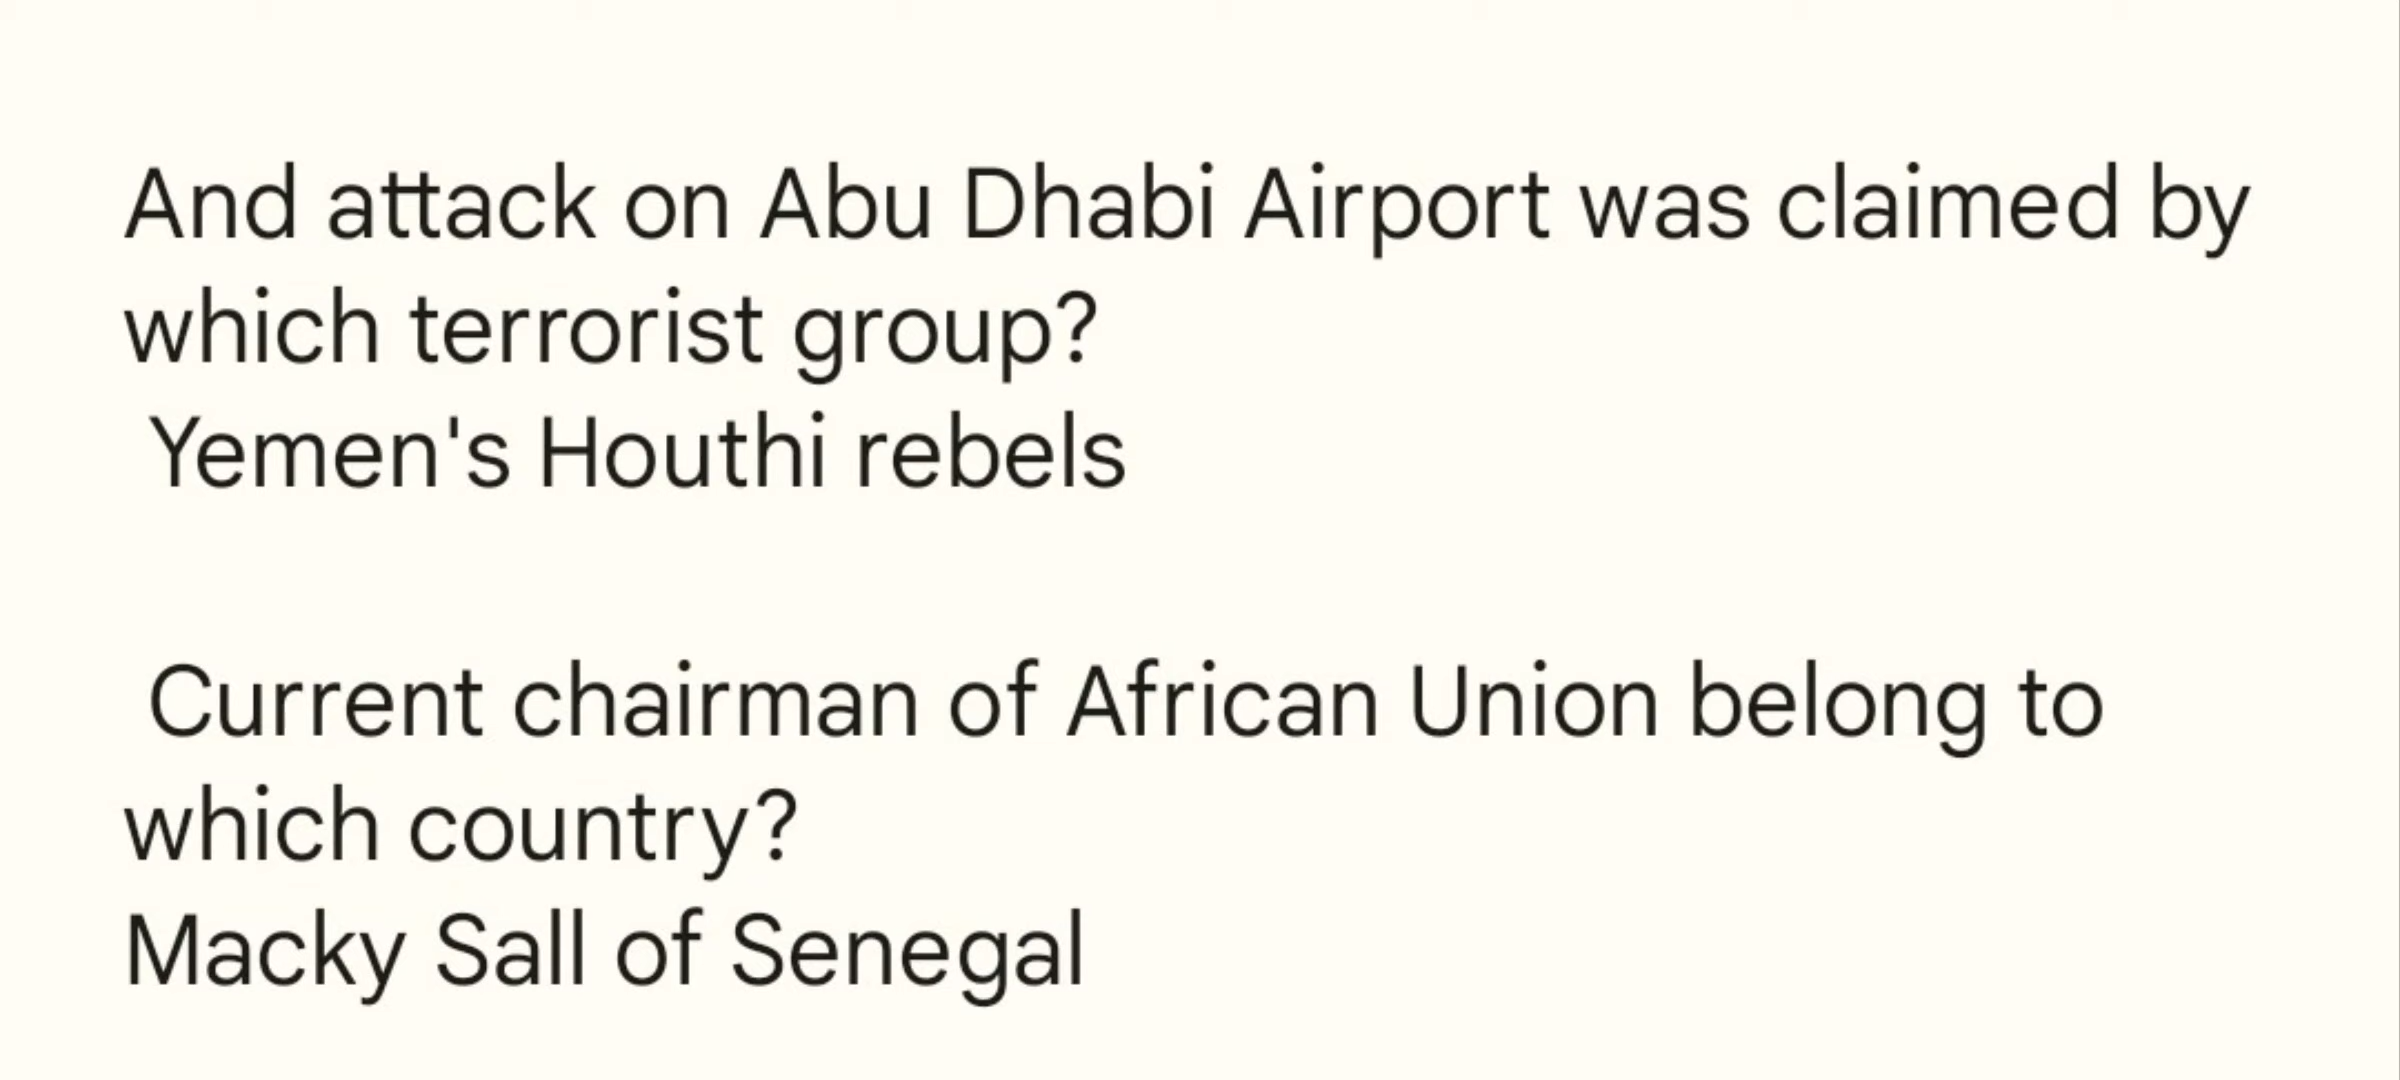 And attack on Abu Dhabi Airport was claimed by
which terrorist group?
Yemen's Houthi rebels
Current chairman of African Union belong to
which country?
Macky Sall of Senegal